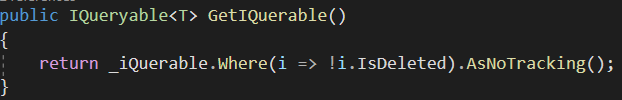 public IQueryable<T> GetIQuerable()
{
return _iQuerable.Where(i => !i.IsDeleted).AsNoTracking();
}